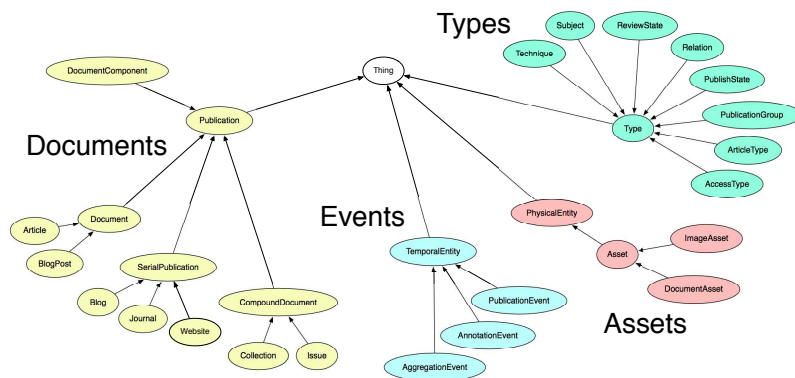 Types
Subject
ReviewState
Technique
Relation
Thing
DocumentComponent
PublishState
PublicationGroup
Publication
Type
Documents
ArticleType
AccessType
Events
PhysicalEntity
Article
Document
ImageAsset
TemporalEntity
Asset
BlogPost
SerialPublication
DocumentAsset
Blog
CompoundDocument
PublicationEvent
Journal
Website
Assets
AnnotationEvent
Collection
Issue
AggregationEvent